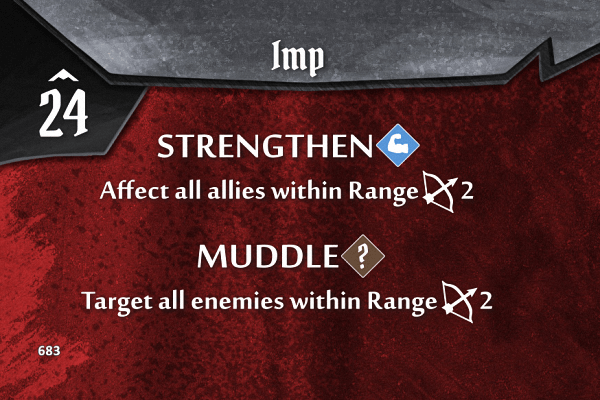 Imp
24
STRENGTHEN
Affect all allies within Range 2
MUDDLE ?
Target all enemies within Range 2
683